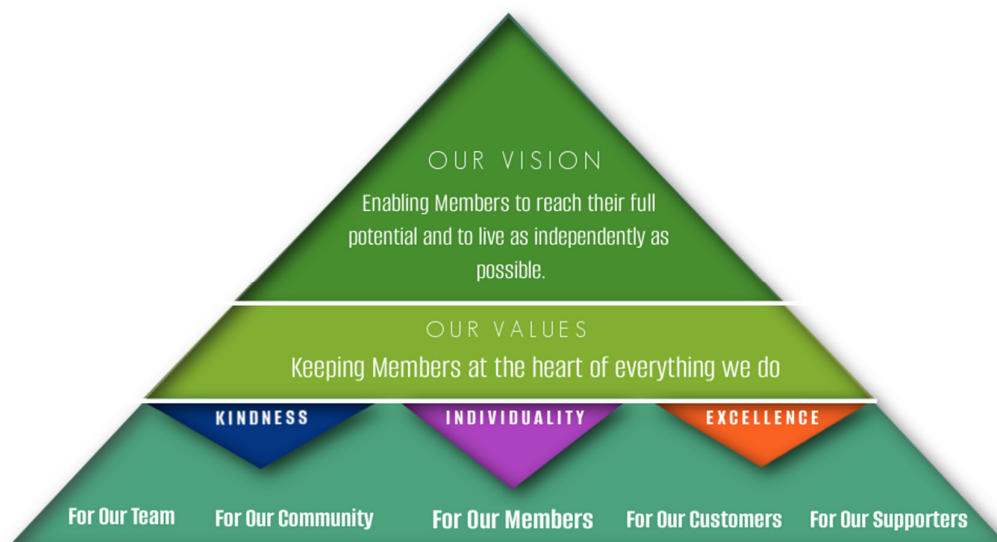 OUR VISION
Enabling Members to reach their full
potential and to live as independently as
possible.
OUR VALUES
Keeping Members at the heart of everything we do
KINDNESS
INDIVIDUALITY
EXCELLENCE
For Our Team
For Our Community
For Our Members
For Our Customers
For Our Supporters